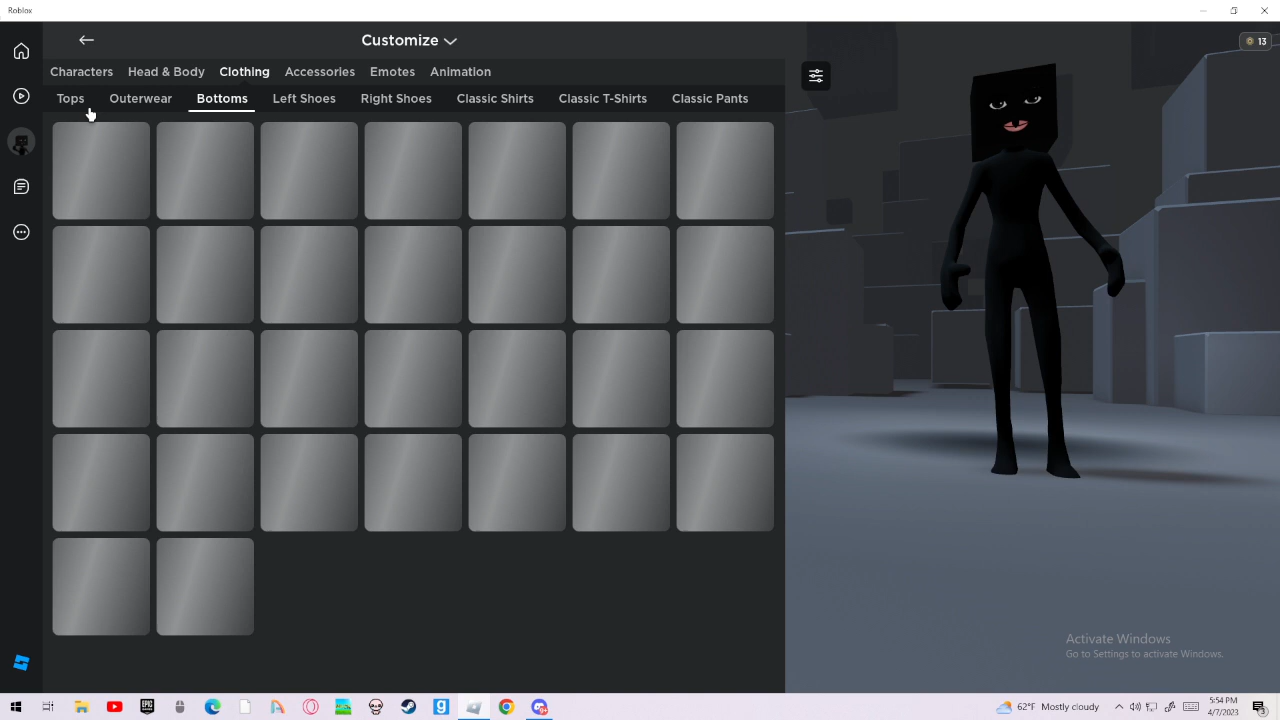 Roblox
Customize
13
Characters Head & Body Clothing Accessories Emotes Animation
Tops Outerwear Bottoms Left Shoes Right Shoes Classic Shirts Classic T-Shirts Classic Pants
Activate Windows
Go to Settings to activate Windows.
EPIC
GAMES
62°F Mostly cloudy
5:54 PM
4/7/2023